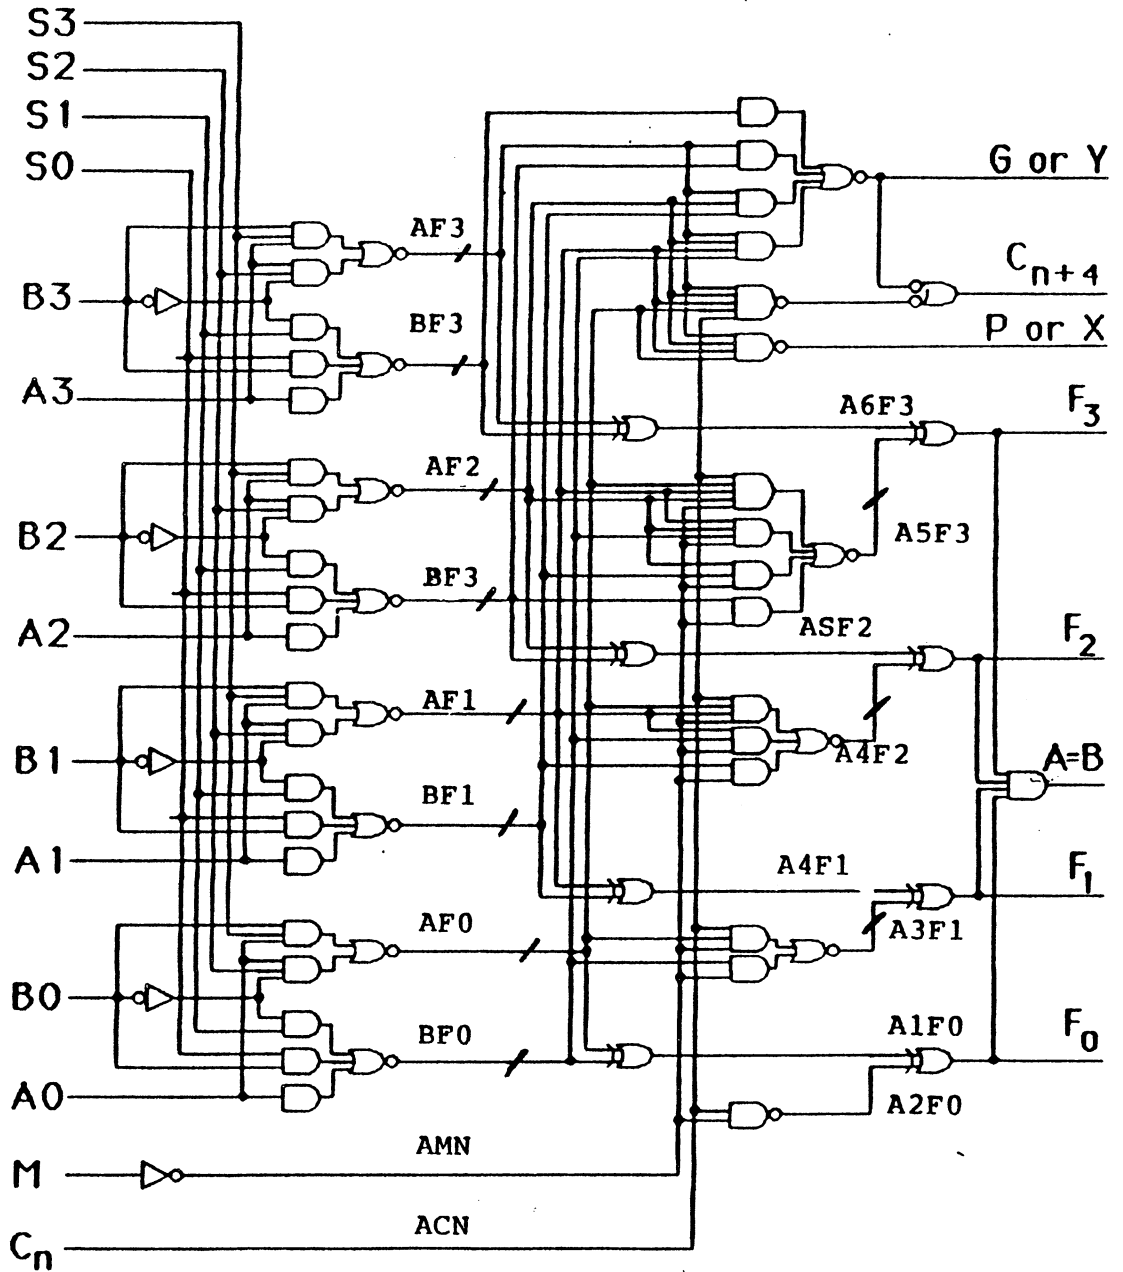 S3
S2
S1
S0
G or Y
AF3
Cn+4
B3
BF3
P or X
A3
A6F3
F3
AF2
B2
A5F3
BF3
A2
ASF2
F2
AF1
B1
A4F2
A=B
BF1
A1
A4F1
F1
AF0
A3F1
B0
BF0
A1F0
F0
A0
A2F0
AMN
M
ACN
Cn